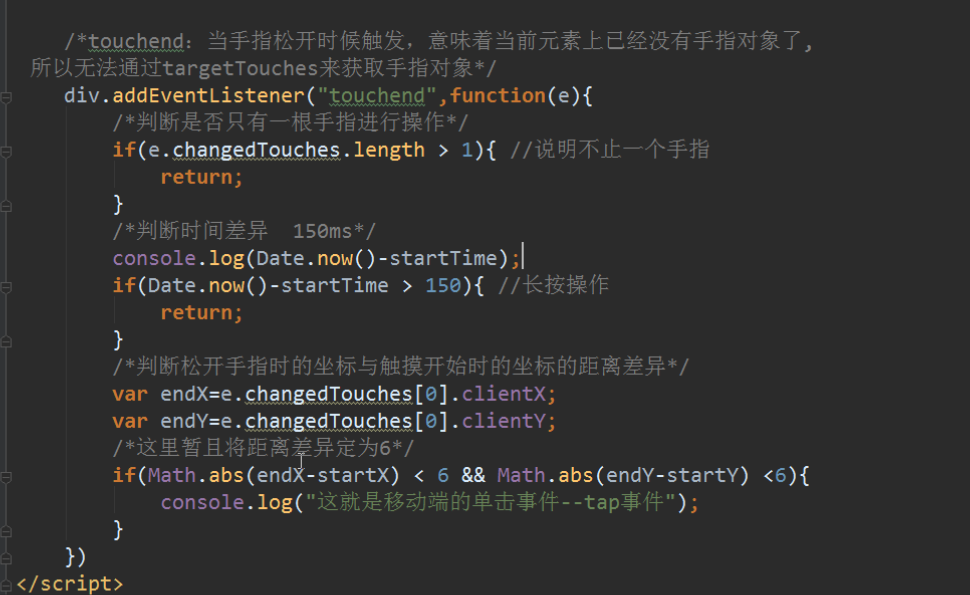 /*touchend：当手指松开时候触发，意味着当前元素上已经没有手指对象了,
所以无法通过targetTouches来获取手指对象*/
div.addEventListener("touchend",function(e){
/*判断是否只有一根手指进行操作*/
if(e.changedTouches.length > 1){ //说明不止一个手指
return;
}
/*判断时间差异  150ms*/
console.log(Date.now()-startTime);
if(Date.now()-startTime > 150){ //长按操作
return;
}
/*判断松开手指时的坐标与触摸开始时的坐标的距离差异*/
var endX=e.changedTouches[0].clientX;
var endY=e.changedTouches[0].clientY;
/*这里暂且将距离差异定为6*/
if(Math.abs(endX-startX) < 6 && Math.abs(endY-startY) <6){
console.log("这就是移动端的单击事件--tap事件");
}
})
</script>